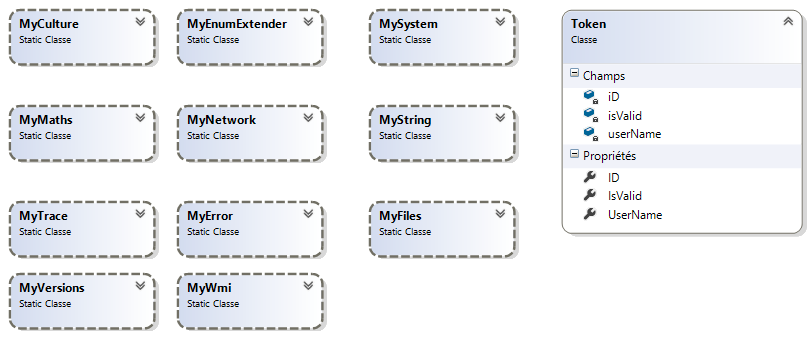 MyCulture
Static Classe
MyEnumExtender
Static Classe
MySystem
Static Classe
MyMaths
Static Classe
MyNetwork
Static Classe
MyString
Static Classe
MyTrace
Static Classe
MyError
Static Classe
MyFiles
Static Classe
MyVersions
Static Classe
MyWmi
Static Classe
Token
Classe
Champs
iD
isValid
userName
Propriétés
ID
IsValid
UserName